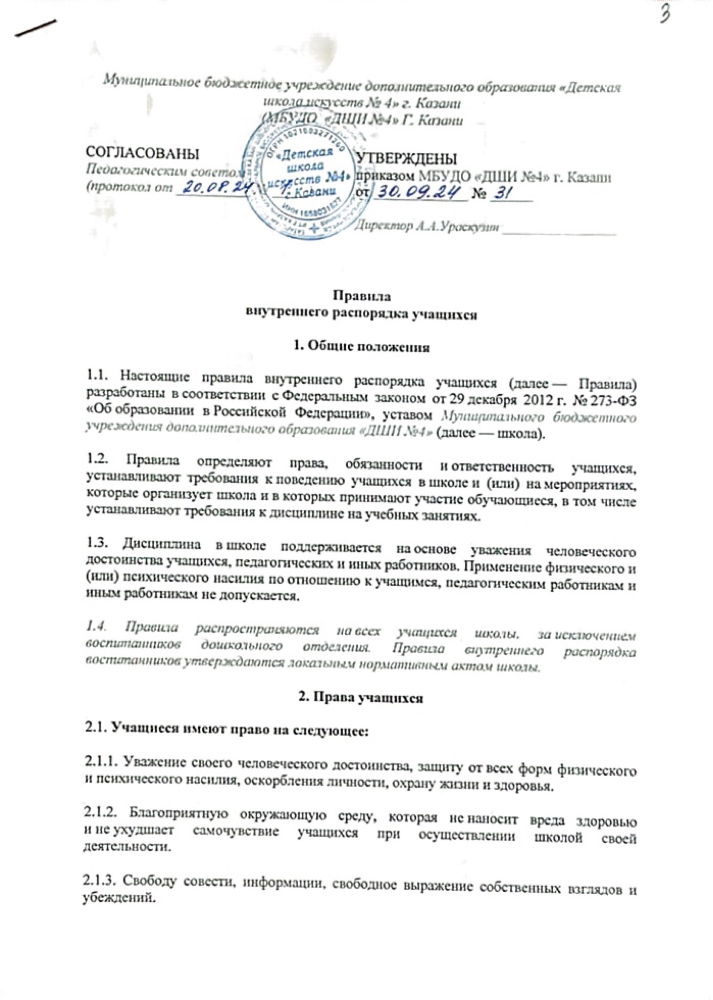 3
Муниципальное бюджетное учреждение дополнительного образования «Детская
школа искусств № 4» г. Казани
(МБУДО «ДШИ №4» Г. Казани
СОГЛАСОВАНЫ
Педагогическим советом
(протокол от 20.08.24
ОГРН 1021603271260
«Детская
школа
искусств №4»
г. Казани
ИНН 1658031627
УТВЕРЖДЕНЫ
приказом МБУДО «ДШИ №4» г. Казани
от 30.09.24 № 31
Директор А.А.Ураскузин
Правила
внутреннего распорядка учащихся
1. Общие положения
1.1. Настоящие правила внутреннего распорядка учащихся (далее — Правила)
разработаны в соответствии с Федеральным законом от 29 декабря 2012 г. № 273-ФЗ
«Об образовании в Российской Федерации», уставом Муниципального бюджетного
учреждения дополнительного образования «ДШИ №4» (далее — школа).
1.2. Правила определяют права, обязанности и ответственность учащихся,
устанавливают требования к поведению учащихся в школе и (или) на мероприятиях,
которые организует школа и в которых принимают участие обучающиеся, в том числе
устанавливают требования к дисциплине на учебных занятиях.
1.3. Дисциплина в школе поддерживается на основе уважения человеческого
достоинства учащихся, педагогических и иных работников. Применение физического и
(или) психического насилия по отношению к учащимся, педагогическим работникам и
иным работникам не допускается.
1.4. Правила распространяются на всех учащихся школы, за исключением
воспитанников дошкольного отделения. Правила внутреннего распорядка
воспитанников утверждаются локальным нормативным актом школы.
2. Права учащихся
2.1. Учащиеся имеют право на следующее:
2.1.1. Уважение своего человеческого достоинства, защиту от всех форм физического
и психического насилия, оскорбления личности, охрану жизни и здоровья.
2.1.2. Благоприятную окружающую среду, которая не наносит вреда здоровью
и не ухудшает самочувствие учащихся при осуществлении школой своей
деятельности.
2.1.3. Свободу совести, информации, свободное выражение собственных взглядов и
убеждений.